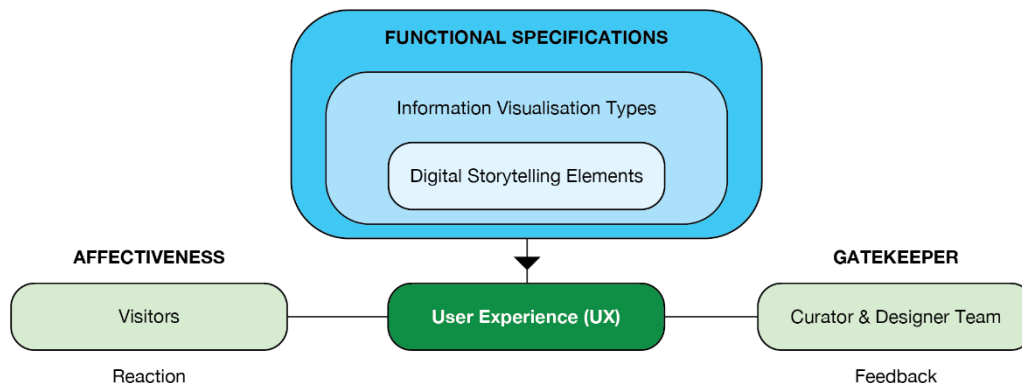 FUNCTIONAL SPECIFICATIONS
Information Visualisation Types
Digital Storytelling Elements
AFFECTIVENESS
GATEKEEPER
Visitors
User Experience (UX)
Curator & Designer Team
Reaction
Feedback